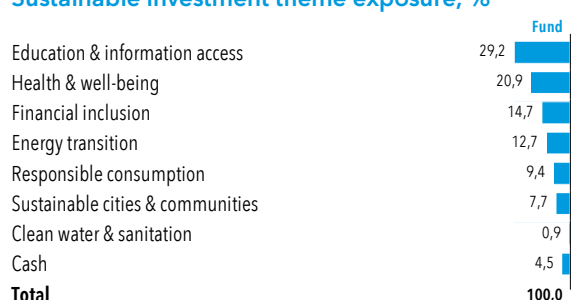 Sustainable investment theme exposure, %
Fund
Education & information access 29,2
Health & well-being 20,9
Financial inclusion 14,7
Energy transition 12,7
Responsible consumption 9,4
Sustainable cities & communities 7,7
Clean water & sanitation 0,9
Cash 4,5
Total 100,0